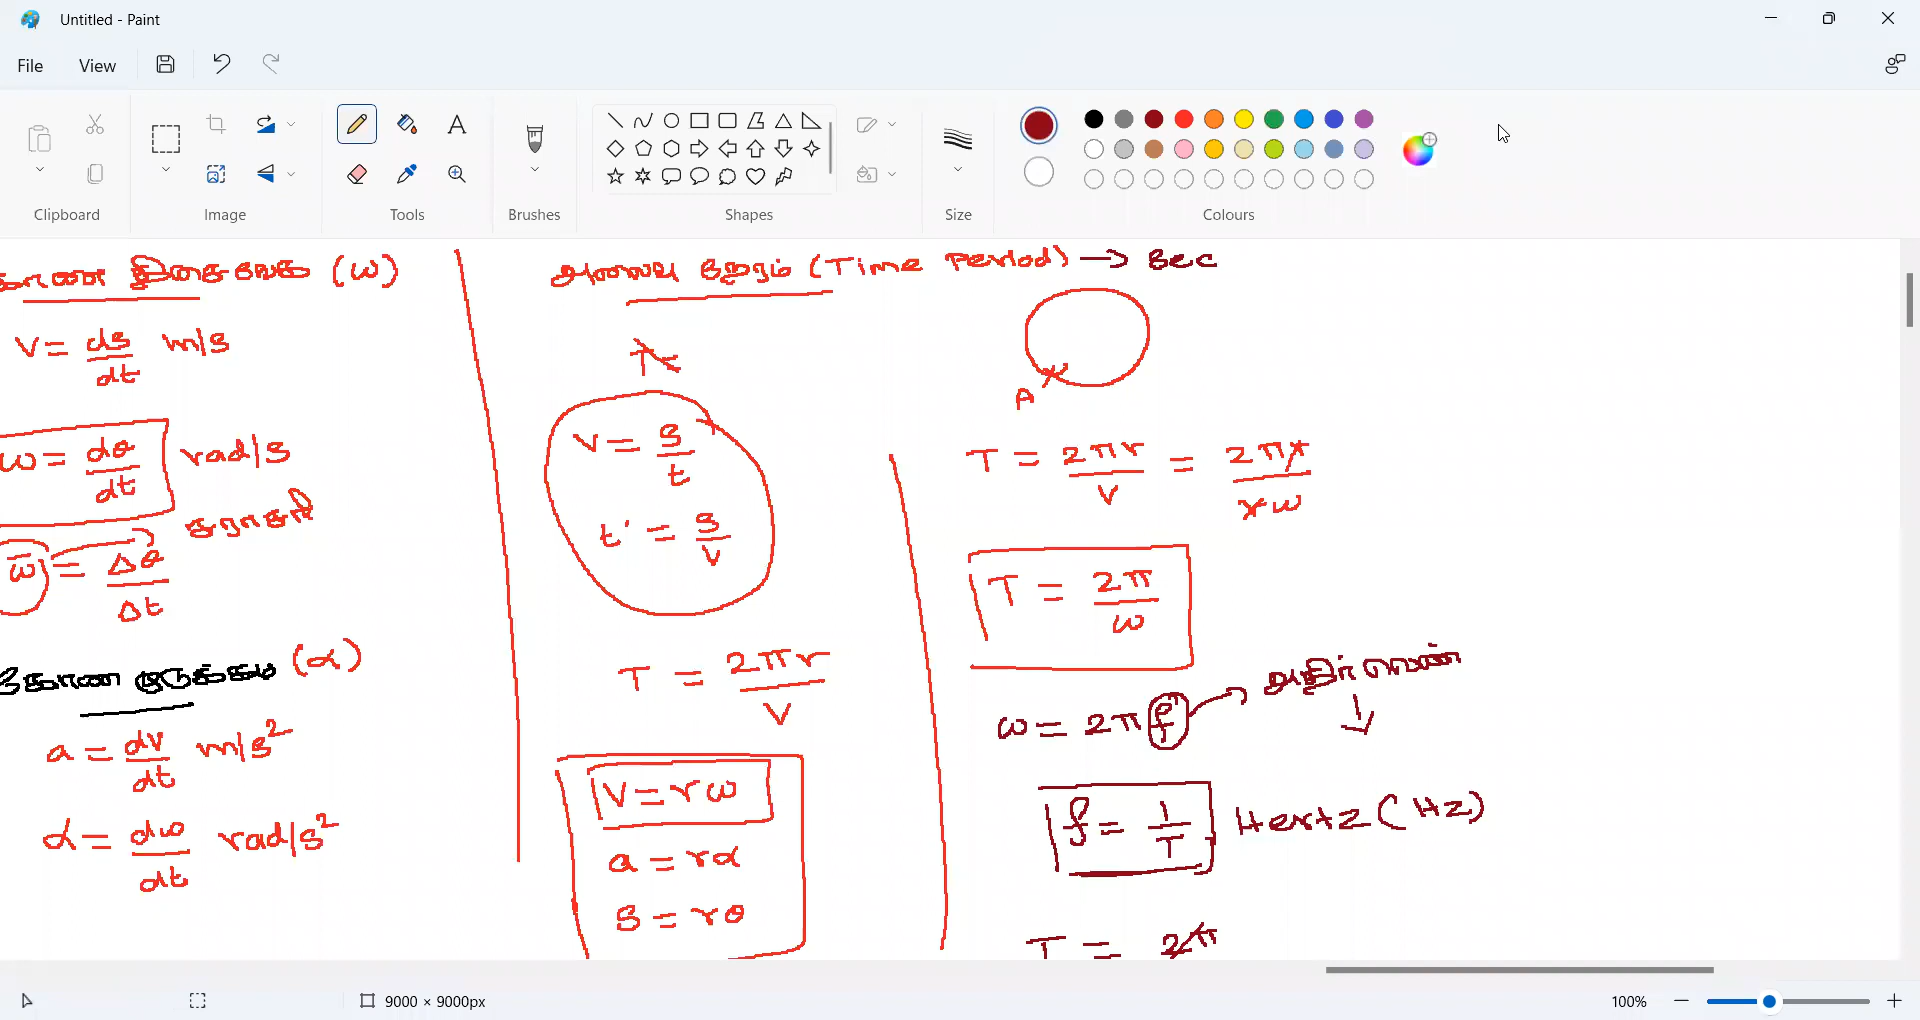 Untitled - Paint
File View
Clipboard
Image
Tools
Brushes
Shapes
Size
Colours
(ω)
v = ds/dt m/s
ω = dθ/dt rad/s
ω̅ = Δθ/Δt
(α)
a = dv/dt m/s²
α = dω/dt rad/s²
(Time Period) → Sec
v = s/t
t' = s/v
T = 2πr/v
v = rω
a = rα
S = rθ
A
T = 2πr/v = 2πr/rω
T = 2π/ω
ω = 2πf
f = 1/T Hertz (Hz)
T = 2π
9000 × 9000px
100%